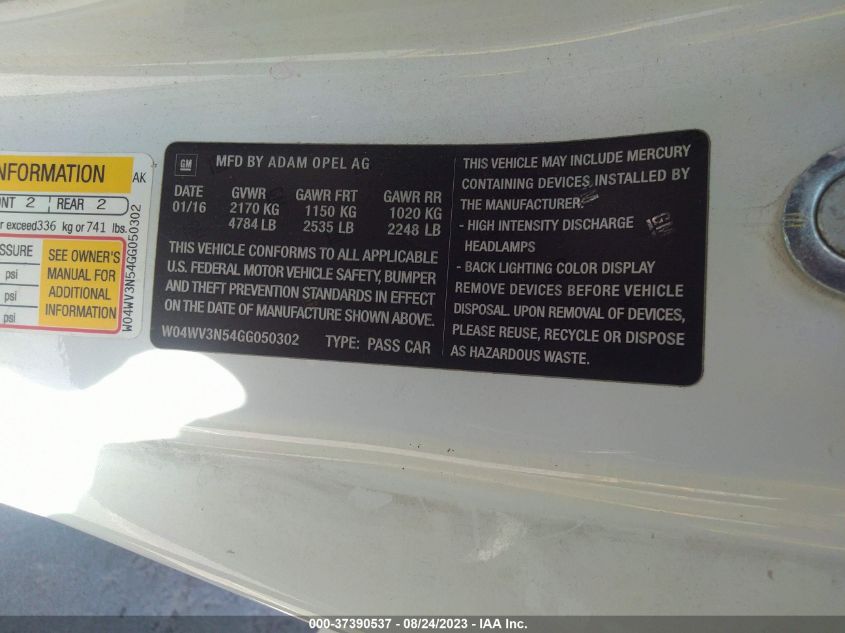 INFORMATION
AK
FRONT 2 REAR 2
exceed 336 kg or 741 lbs.
PRESSURE
psi
psi
psi
SEE OWNER'S
MANUAL FOR
ADDITIONAL
INFORMATION
W04WV3N54GG050302
GM
MFD BY ADAM OPEL AG
DATE GVWR GAWR FRT GAWR RR
01/16 2170 KG 1150 KG 1020 KG
4784 LB 2535 LB 2248 LB
THIS VEHICLE CONFORMS TO ALL APPLICABLE
U.S. FEDERAL MOTOR VEHICLE SAFETY, BUMPER
AND THEFT PREVENTION STANDARDS IN EFFECT
ON THE DATE OF MANUFACTURE SHOWN ABOVE.
W04WV3N54GG050302 TYPE: PASS CAR
THIS VEHICLE MAY INCLUDE MERCURY
CONTAINING DEVICES INSTALLED BY
THE MANUFACTURER:
- HIGH INTENSITY DISCHARGE
HEADLAMPS
- BACK LIGHTING COLOR DISPLAY
REMOVE DEVICES BEFORE VEHICLE
DISPOSAL. UPON REMOVAL OF DEVICES,
PLEASE REUSE, RECYCLE OR DISPOSE
AS HAZARDOUS WASTE.
000-37390537 - 08/24/2023 - IAA Inc.